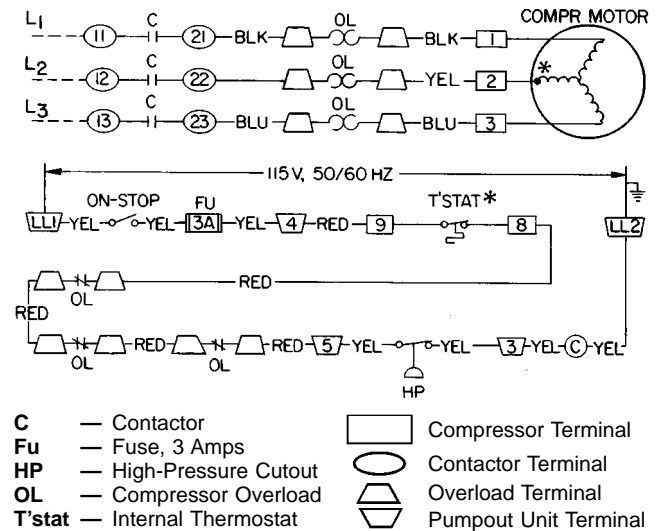 COMPR MOTOR
L1 11 C 21 BLK OL BLK 1
L2 12 C 22 OL YEL 2 *
L3 13 C 23 BLU OL BLU 3
115 V, 50/60 HZ
ON-STOP FU T'STAT*
LL1 YEL YEL 3A YEL 4 RED 9 8 LL2
RED
OL
RED
RED RED 5 YEL YEL 3 YEL C YEL
OL OL HP
C — Contactor
Fu — Fuse, 3 Amps
HP — High-Pressure Cutout
OL — Compressor Overload
T'stat — Internal Thermostat
Compressor Terminal
Contactor Terminal
Overload Terminal
Pumpout Unit Terminal